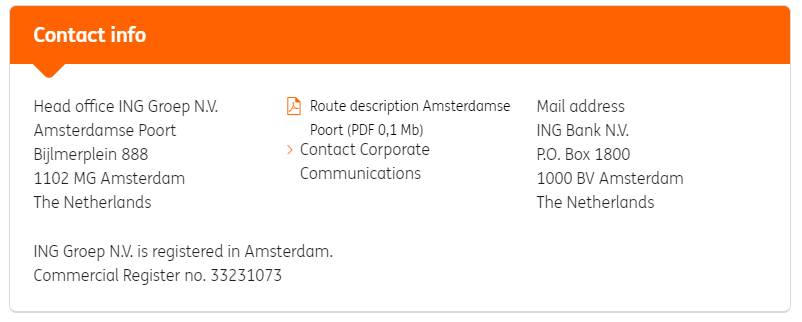 Contact info
Head office ING Groep N.V.
Amsterdamse Poort
Bijlmerplein 888
1102 MG Amsterdam
The Netherlands
Route description Amsterdamse
Poort (PDF 0,1 Mb)
Contact Corporate
Communications
Mail address
ING Bank N.V.
P.O. Box 1800
1000 BV Amsterdam
The Netherlands
ING Groep N.V. is registered in Amsterdam.
Commercial Register no. 33231073